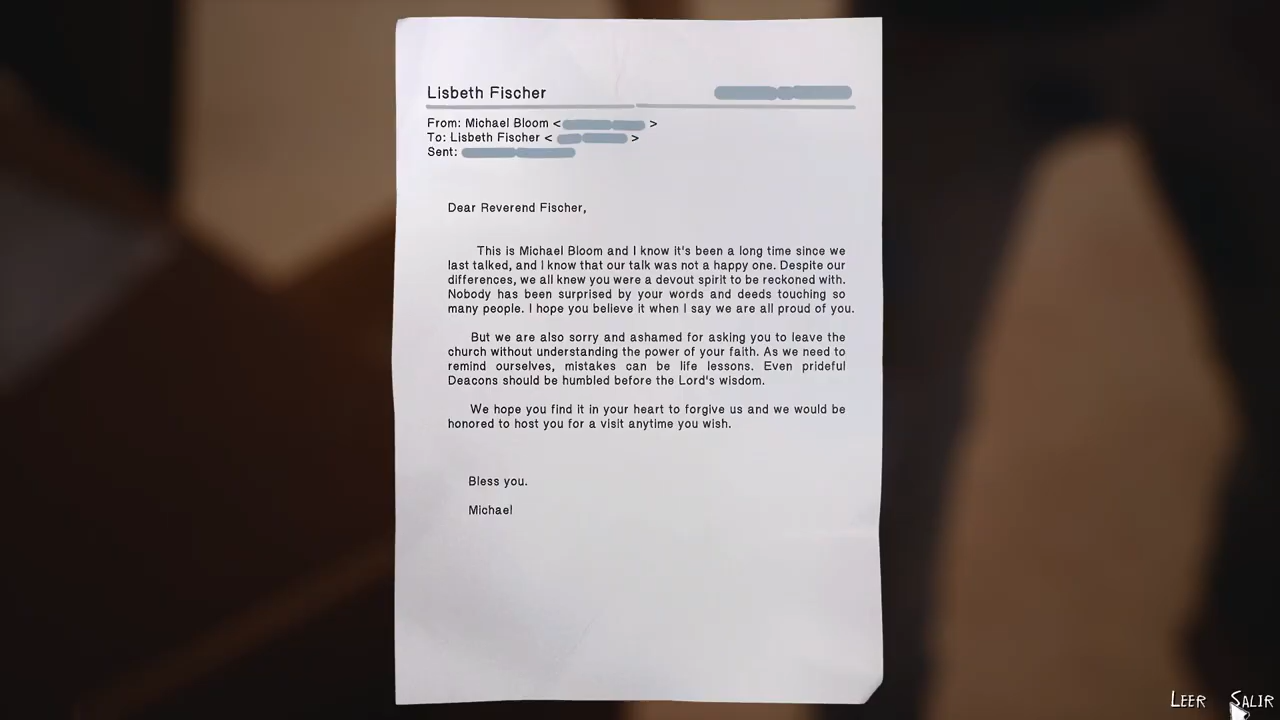 Lisbeth Fischer
From: Michael Bloom < >
To: Lisbeth Fischer < >
Sent:
Dear Reverend Fischer,
This is Michael Bloom and I know it's been a long time since we
last talked, and I know that our talk was not a happy one. Despite our
differences, we all knew you were a devout spirit to be reckoned with.
Nobody has been surprised by your words and deeds touching so
many people. I hope you believe it when I say we are all proud of you.
But we are also sorry and ashamed for asking you to leave the
church without understanding the power of your faith. As we need to
remind ourselves, mistakes can be life lessons. Even prideful
Deacons should be humbled before the Lord's wisdom.
We hope you find it in your heart to forgive us and we would be
honored to host you for a visit anytime you wish.
Bless you.
Michael
LEER SALIR